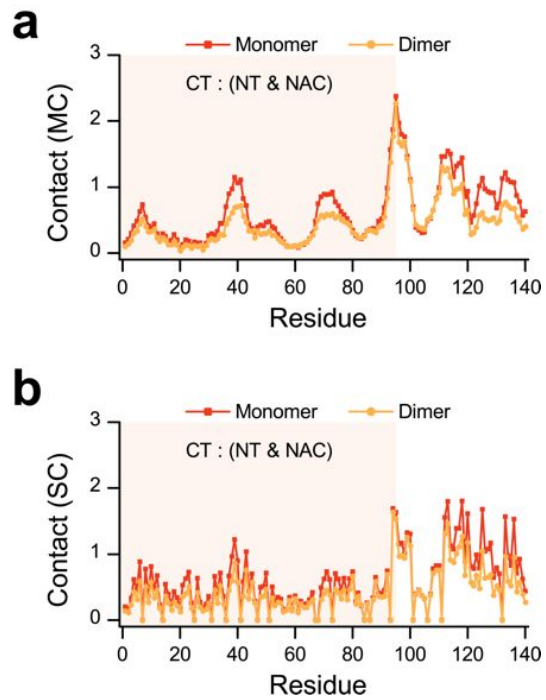 a
Monomer Dimer
3
CT : (NT & NAC)
2
1
0
Contact (MC)
0 20 40 60 80 100 120 140
Residue
b
Monomer Dimer
3
CT : (NT & NAC)
2
1
0
Contact (SC)
0 20 40 60 80 100 120 140
Residue